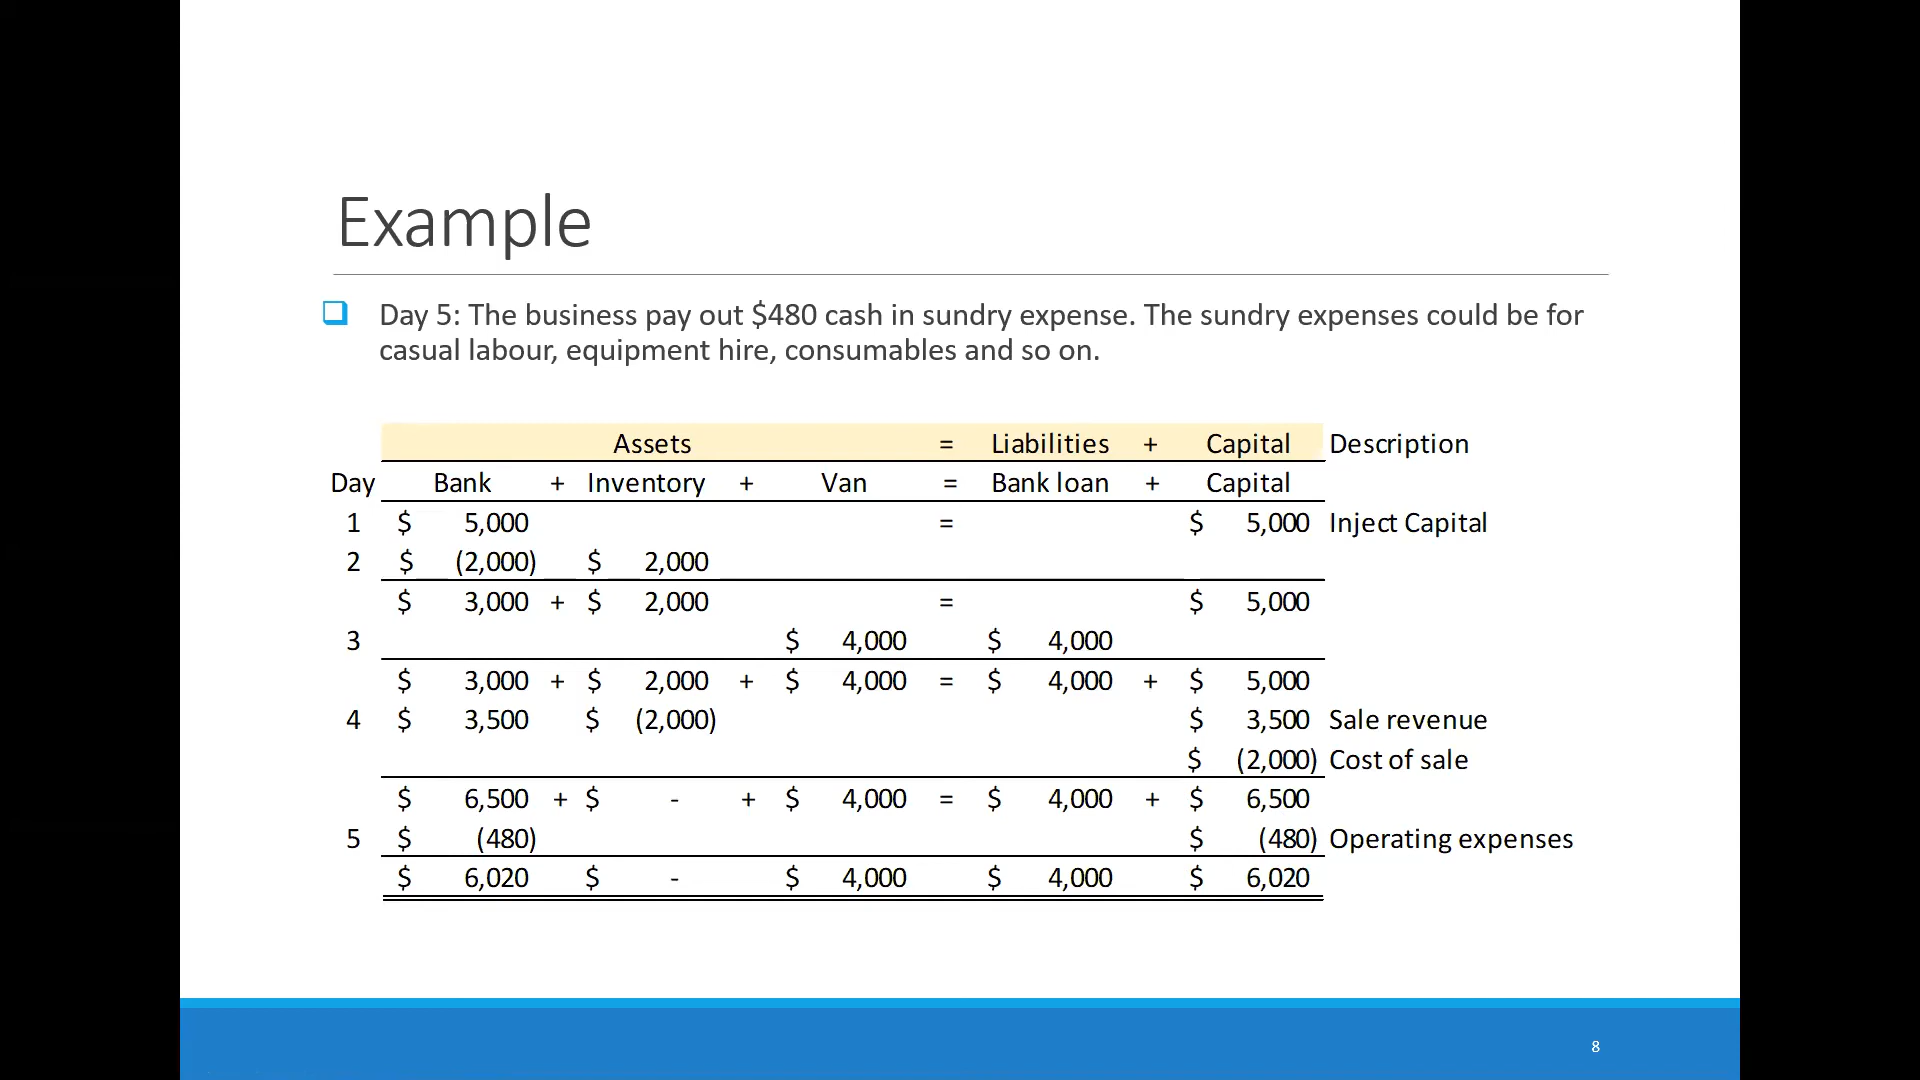 Example
Day 5: The business pay out $480 cash in sundry expense. The sundry expenses could be for
casual labour, equipment hire, consumables and so on.
Assets = Liabilities + Capital Description
Day Bank + Inventory + Van = Bank loan + Capital
1 $ 5,000 = $ 5,000 Inject Capital
2 $ (2,000) $ 2,000
$ 3,000 + $ 2,000 = $ 5,000
3 $ 4,000 $ 4,000
$ 3,000 + $ 2,000 + $ 4,000 = $ 4,000 + $ 5,000
4 $ 3,500 $ (2,000) $ 3,500 Sale revenue
$ (2,000) Cost of sale
$ 6,500 + $ - + $ 4,000 = $ 4,000 + $ 6,500
5 $ (480) $ (480) Operating expenses
$ 6,020 $ - $ 4,000 $ 4,000 $ 6,020
8